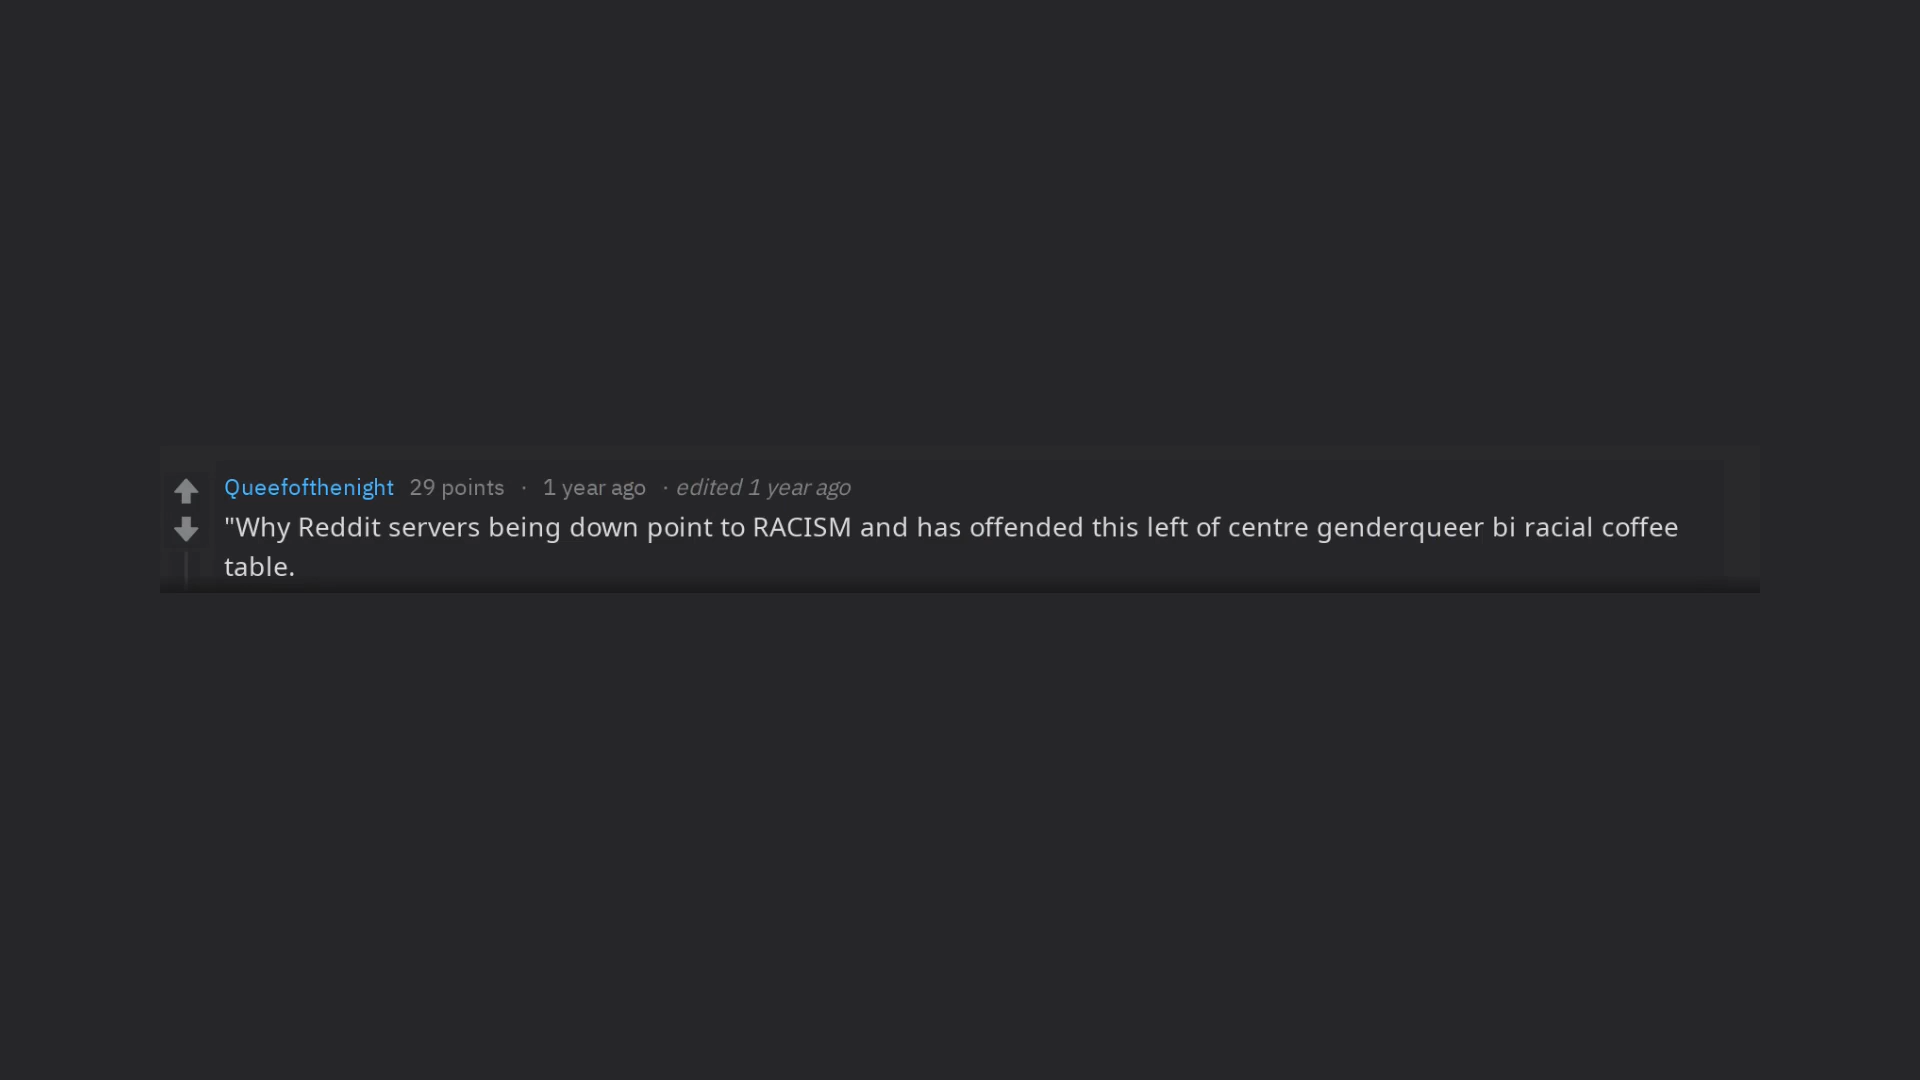 Queefofthenight 29 points · 1 year ago · edited 1 year ago
"Why Reddit servers being down point to RACISM and has offended this left of centre genderqueer bi racial coffee
table.